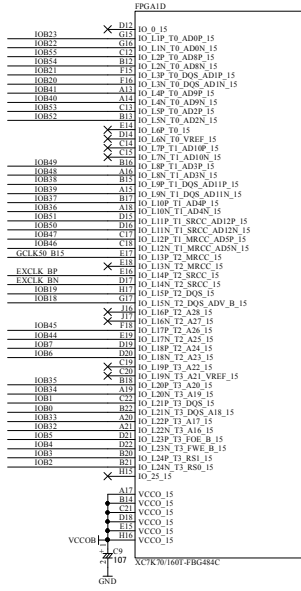 FPGA1D
D12 IO_0_15
IOB23 G15 IO_L1P_T0_AD0P_15
IOB22 G16 IO_L1N_T0_AD0N_15
IOB55 C12 IO_L2P_T0_AD8P_15
IOB54 B12 IO_L2N_T0_AD8N_15
IOB21 F15 IO_L3P_T0_DQS_AD1P_15
IOB20 F16 IO_L3N_T0_DQS_AD1N_15
IOB41 A13 IO_L4P_T0_AD9P_15
IOB40 A14 IO_L4N_T0_AD9N_15
IOB53 C13 IO_L5P_T0_AD2P_15
IOB52 B13 IO_L5N_T0_AD2N_15
E14 IO_L6P_T0_15
D14 IO_L6N_T0_VREF_15
C14 IO_L7P_T1_AD10P_15
C15 IO_L7N_T1_AD10N_15
IOB49 B16 IO_L8P_T1_AD3P_15
IOB48 A16 IO_L8N_T1_AD3N_15
IOB38 B15 IO_L9P_T1_DQS_AD11P_15
IOB39 A15 IO_L9N_T1_DQS_AD11N_15
IOB37 B17 IO_L10P_T1_AD4P_15
IOB36 A18 IO_L10N_T1_AD4N_15
IOB51 D15 IO_L11P_T1_SRCC_AD12P_15
IOB50 D16 IO_L11N_T1_SRCC_AD12N_15
IOB47 C17 IO_L12P_T1_MRCC_AD5P_15
IOB46 C18 IO_L12N_T1_MRCC_AD5N_15
GCLK50_B15 E17 IO_L13P_T2_MRCC_15
E18 IO_L13N_T2_MRCC_15
EXCLK_BP E16 IO_L14P_T2_SRCC_15
EXCLK_BN D17 IO_L14N_T2_SRCC_15
IOB19 H17 IO_L15P_T2_DQS_15
IOB18 G17 IO_L15N_T2_DQS_ADV_B_15
J16 IO_L16P_T2_A28_15
J17 IO_L16N_T2_A27_15
IOB45 F18 IO_L17P_T2_A26_15
IOB44 E19 IO_L17N_T2_A25_15
IOB7 D19 IO_L18P_T2_A24_15
IOB6 D20 IO_L18N_T2_A23_15
C19 IO_L19P_T3_A22_15
C20 IO_L19N_T3_A21_VREF_15
IOB35 B18 IO_L20P_T3_A20_15
IOB34 A19 IO_L20N_T3_A19_15
IOB1 C22 IO_L21P_T3_DQS_15
IOB0 B22 IO_L21N_T3_DQS_A18_15
IOB33 A20 IO_L22P_T3_A17_15
IOB32 A21 IO_L22N_T3_A16_15
IOB5 D21 IO_L23P_T3_FOE_B_15
IOB4 D22 IO_L23N_T3_FWE_B_15
IOB3 B20 IO_L24P_T3_RS1_15
IOB2 B21 IO_L24N_T3_RS0_15
H15 IO_25_15
A17 VCCO_15
B14 VCCO_15
C21 VCCO_15
D18 VCCO_15
E15 VCCO_15
VCCOB H16 VCCO_15
1
C9
2 + 107
XC7K70/160T-FBG484C
GND